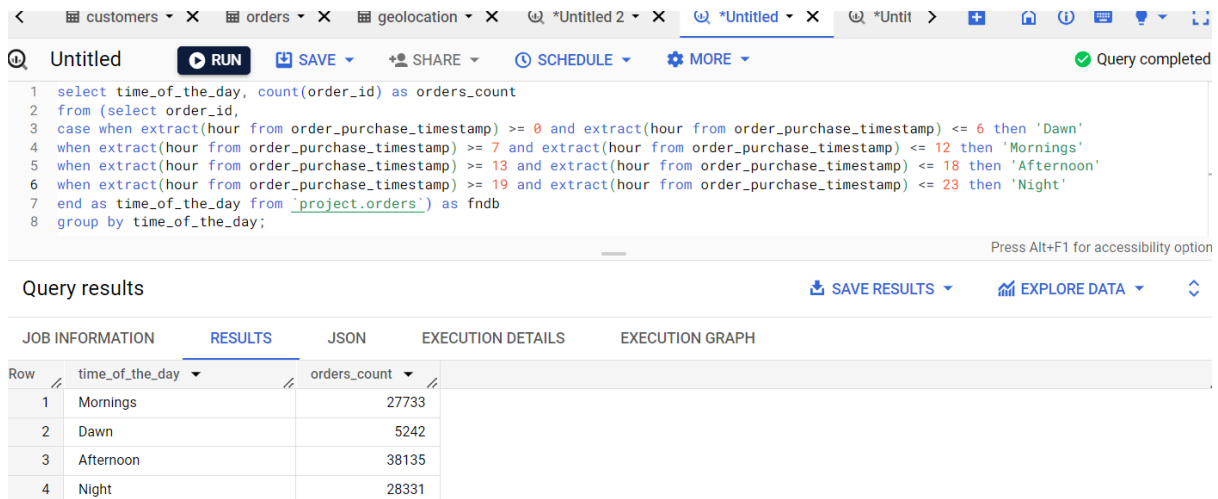 customers orders geolocation *Untitled 2 *Untitled *Untit
Untitled RUN SAVE SHARE SCHEDULE MORE Query completed
1 select time_of_the_day, count(order_id) as orders_count
2 from (select order_id,
3 case when extract(hour from order_purchase_timestamp) >= 0 and extract(hour from order_purchase_timestamp) <= 6 then 'Dawn'
4 when extract(hour from order_purchase_timestamp) >= 7 and extract(hour from order_purchase_timestamp) <= 12 then 'Mornings'
5 when extract(hour from order_purchase_timestamp) >= 13 and extract(hour from order_purchase_timestamp) <= 18 then 'Afternoon'
6 when extract(hour from order_purchase_timestamp) >= 19 and extract(hour from order_purchase_timestamp) <= 23 then 'Night'
7 end as time_of_the_day from `project.orders`) as fndb
8 group by time_of_the_day;
Press Alt+F1 for accessibility option
Query results SAVE RESULTS EXPLORE DATA
JOB INFORMATION RESULTS JSON EXECUTION DETAILS EXECUTION GRAPH
Row time_of_the_day orders_count
1 Mornings 27733
2 Dawn 5242
3 Afternoon 38135
4 Night 28331